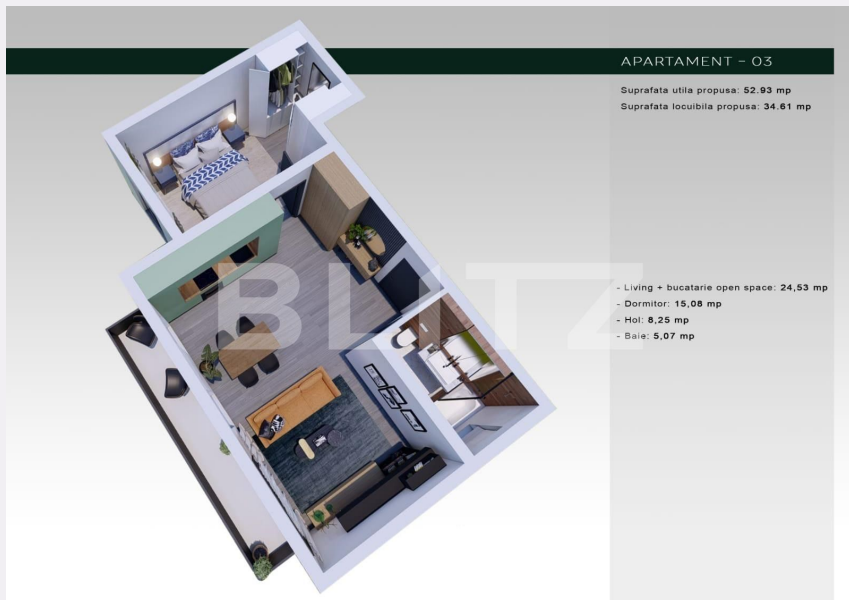 APARTAMENT – 03
Suprafata utila propusa: 52.93 mp
Suprafata locuibila propusa: 34.61 mp
BLITZ
- Living + bucatarie open space: 24,53 mp
- Dormitor: 15,08 mp
- Hol: 8,25 mp
- Baie: 5,07 mp